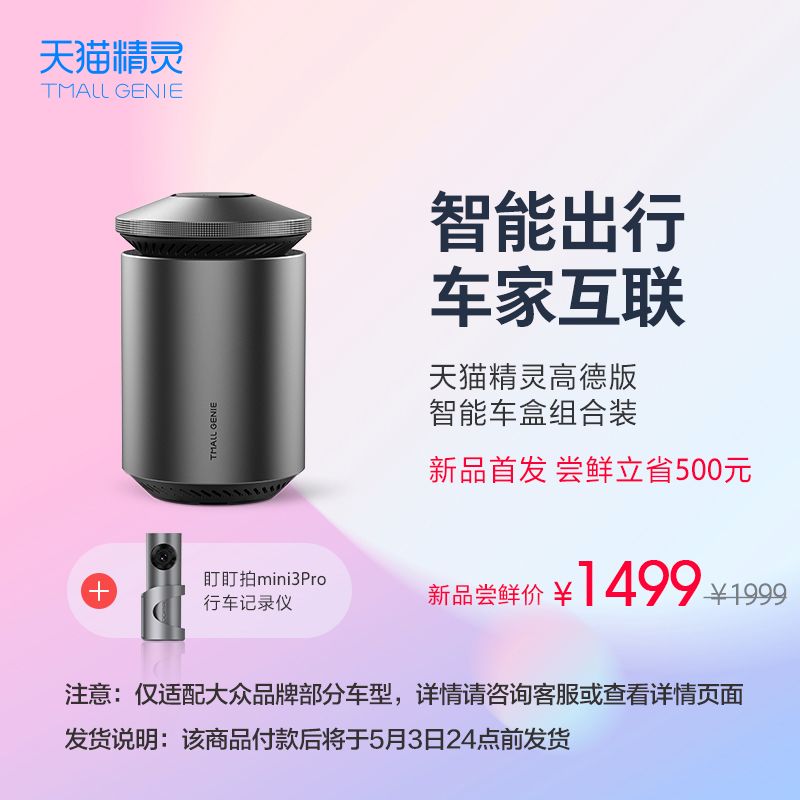 天猫精灵
TMALL GENIE
智能出行
车家互联
天猫精灵高德版
智能车盒组合装
新品首发 尝鲜立省500元
TMALL GENIE
盯盯拍mini3Pro
行车记录仪
新品尝鲜价 ¥1499 ¥1999
注意：仅适配大众品牌部分车型，详情请咨询客服或查看详情页面
发货说明：该商品付款后将于5月3日24点前发货